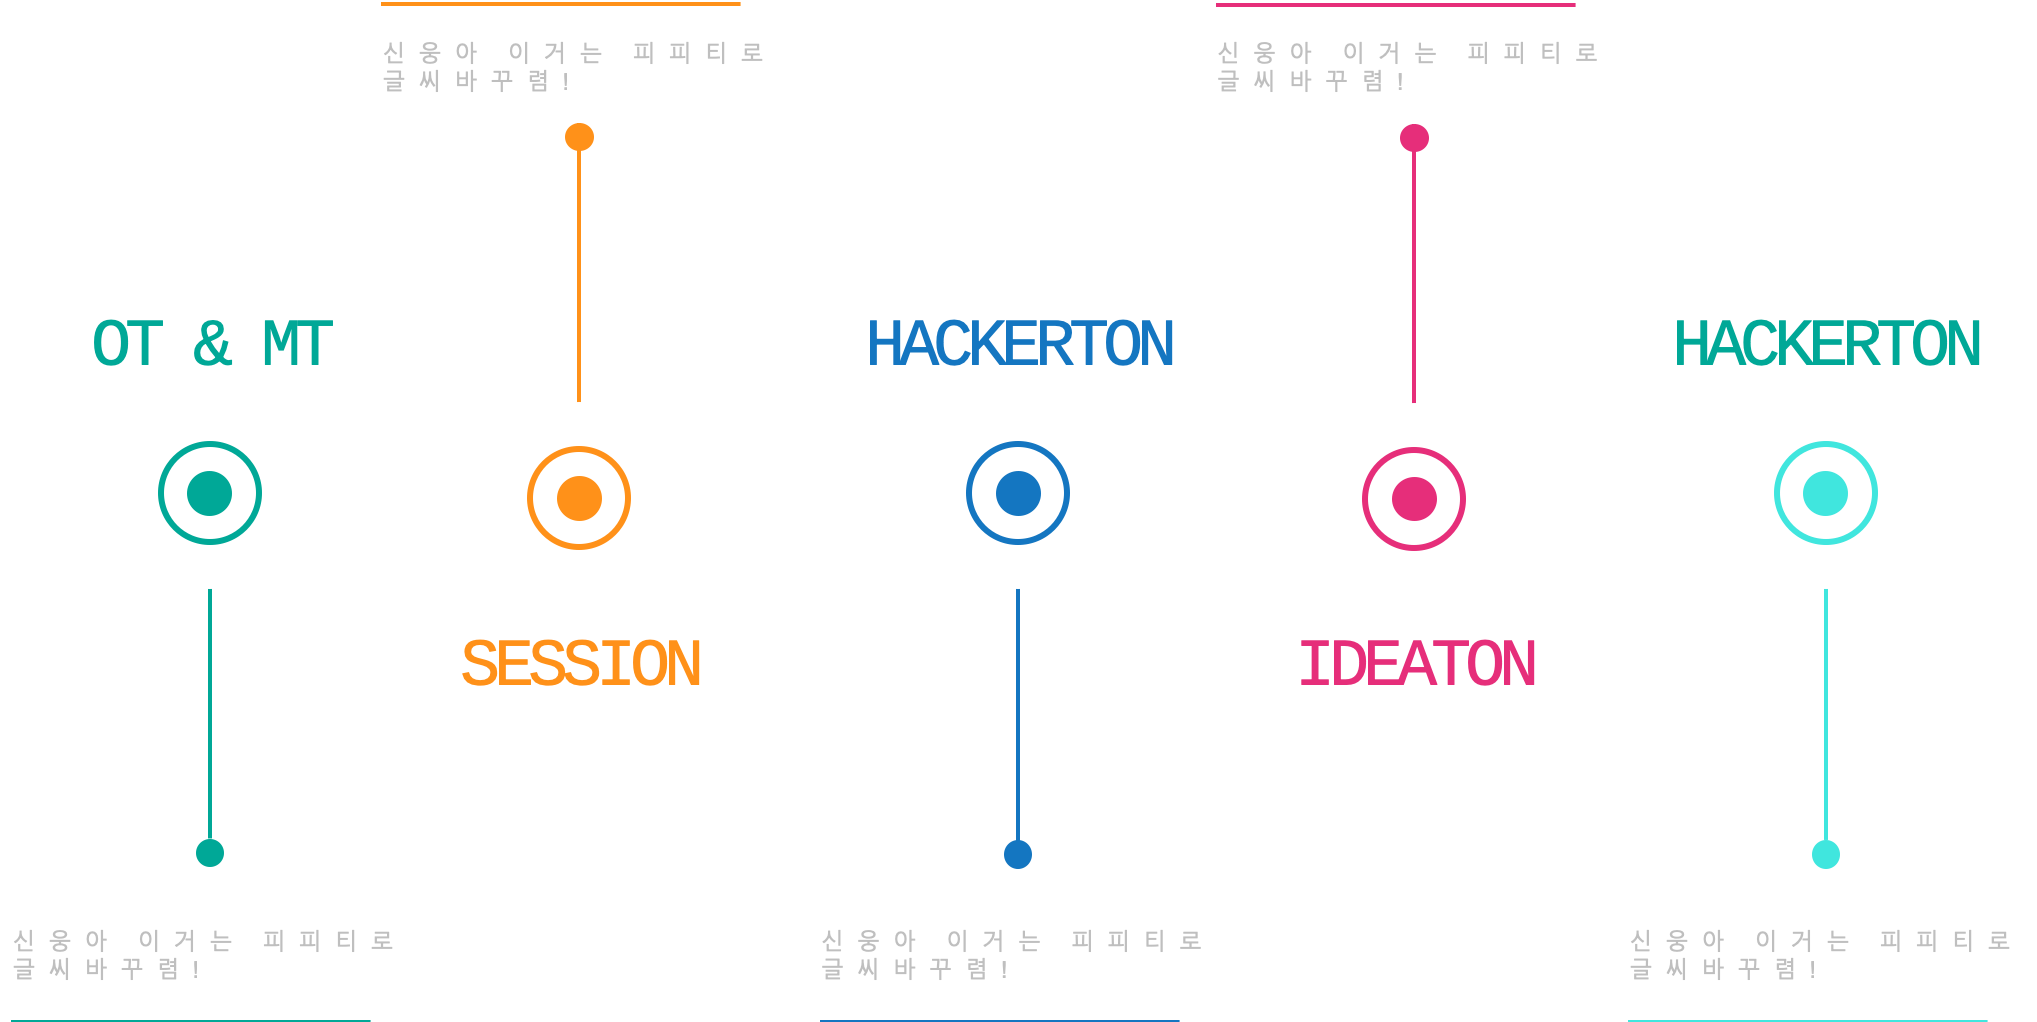 신웅아 이거는 피피티로
글씨바꾸렴!
신웅아 이거는 피피티로
글씨바꾸렴!
OT & MT
HACKERTON
HACKERTON
SESSION
IDEATON
신웅아 이거는 피피티로
글씨바꾸렴!
신웅아 이거는 피피티로
글씨바꾸렴!
신웅아 이거는 피피티로
글씨바꾸렴!